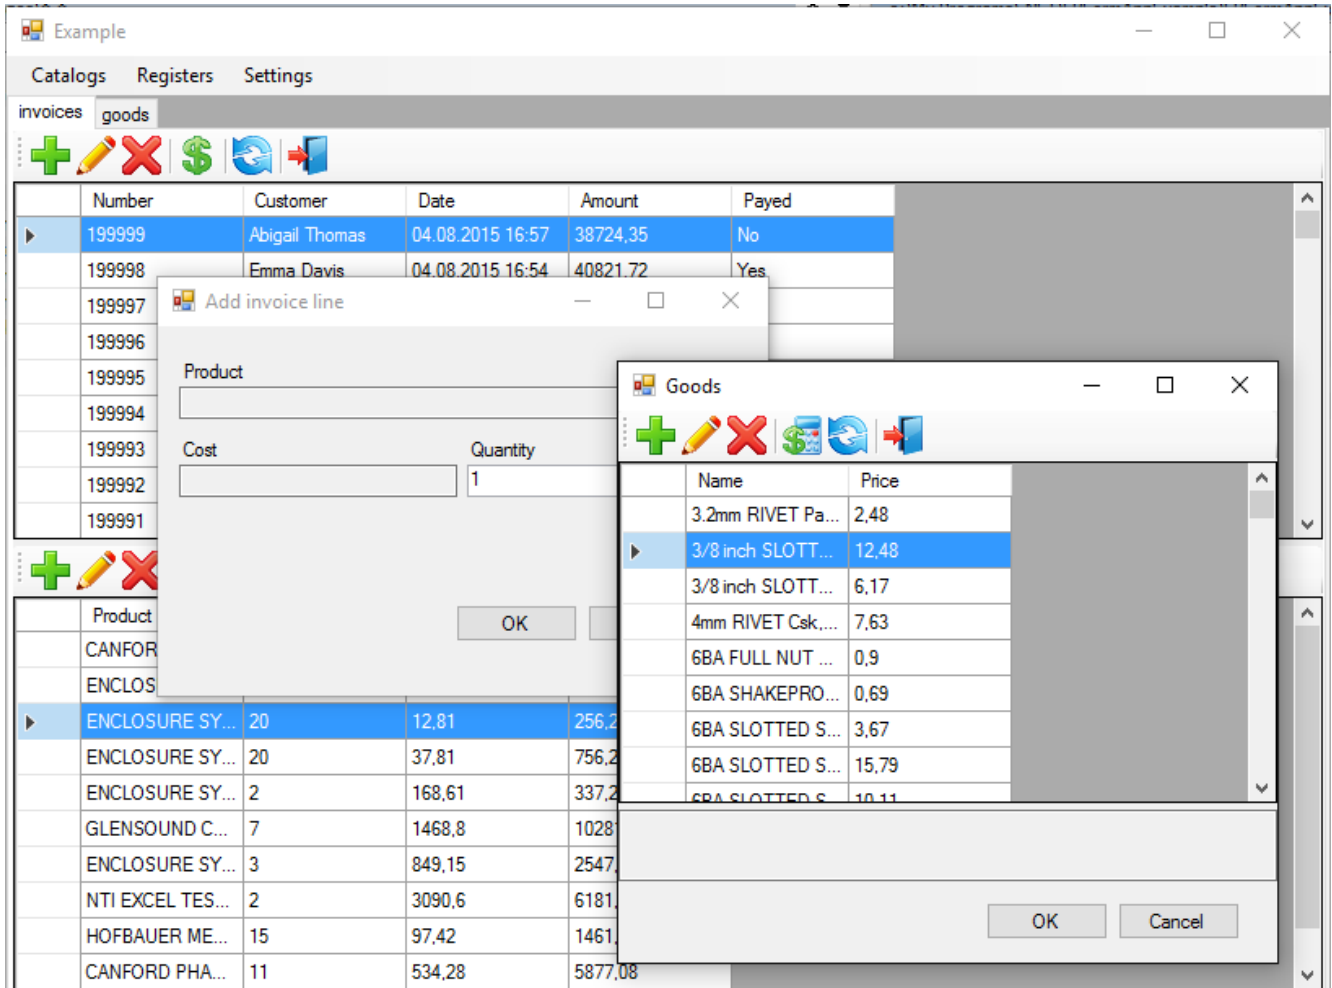 Example
Catalogs Registers Settings
invoices goods
Number Customer Date Amount Payed
199999 Abigail Thomas 04.08.2015 16:57 38724,35 No
199998 Emma Davis 04.08.2015 16:54 40821,72 Yes
199997
199996
199995
199994
199993
199992
199991
Add invoice line
Product
Cost Quantity
1
OK
Goods
Name Price
3.2mm RIVET Pa... 2,48
3/8 inch SLOTT... 12,48
3/8 inch SLOTT... 6,17
4mm RIVET Csk,... 7,63
6BA FULL NUT ... 0,9
6BA SHAKEPRO... 0,69
6BA SLOTTED S... 3,67
6BA SLOTTED S... 15,79
6BA SLOTTED S... 10,11
OK Cancel
Product
CANFOR
ENCLOS
ENCLOSURE SY... 20 12,81 256,2
ENCLOSURE SY... 20 37,81 756,2
ENCLOSURE SY... 2 168,61 337,2
GLENSOUND C... 7 1468,8 1028
ENCLOSURE SY... 3 849,15 2547,
NTI EXCEL TES... 2 3090,6 6181,
HOFBAUER ME... 15 97,42 1461,
CANFORD PHA... 11 534,28 5877,08